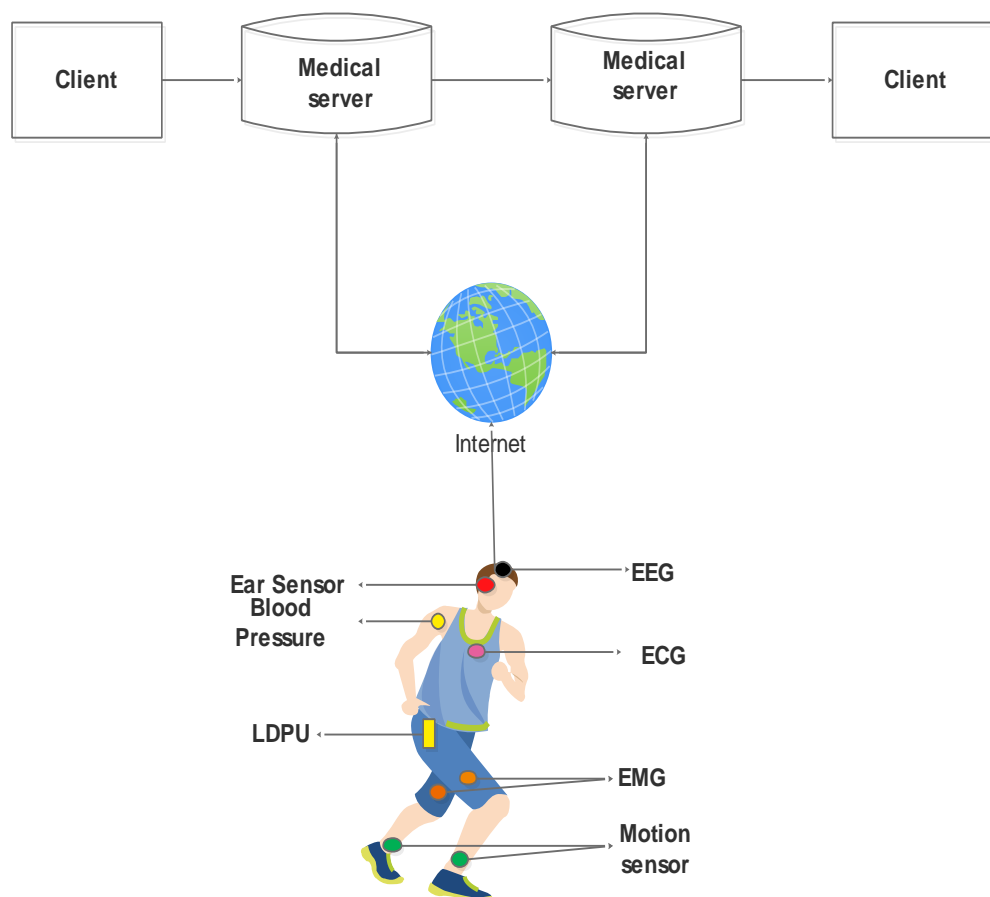 Client
Medical
server
Medical
server
Client
Internet
Ear Sensor
Blood
Pressure
EEG
ECG
LDPU
EMG
Motion
sensor